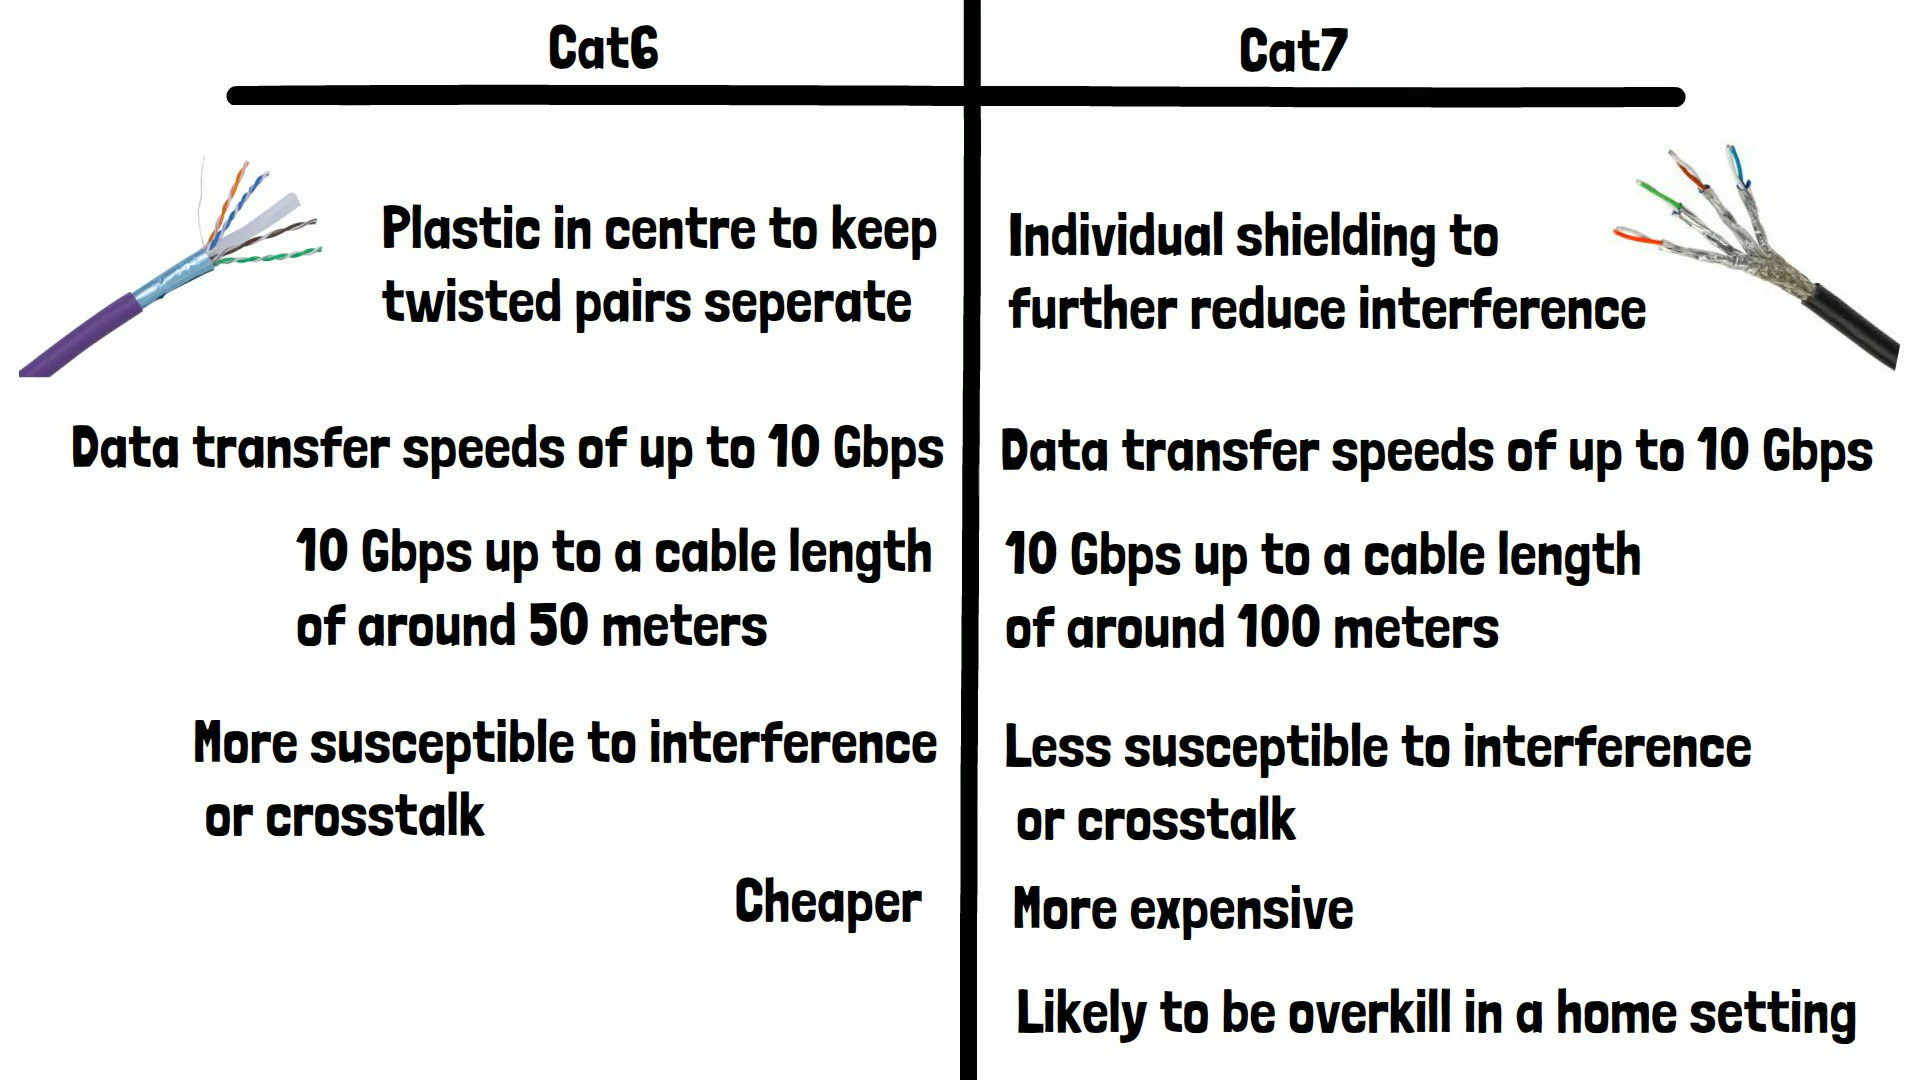 Cat6
Plastic in centre to keep
twisted pairs seperate
Data transfer speeds of up to 10 Gbps
10 Gbps up to a cable length
of around 50 meters
More susceptible to interference
or crosstalk
Cheaper
Cat7
Individual shielding to
further reduce interference
Data transfer speeds of up to 10 Gbps
10 Gbps up to a cable length
of around 100 meters
Less susceptible to interference
or crosstalk
More expensive
Likely to be overkill in a home setting